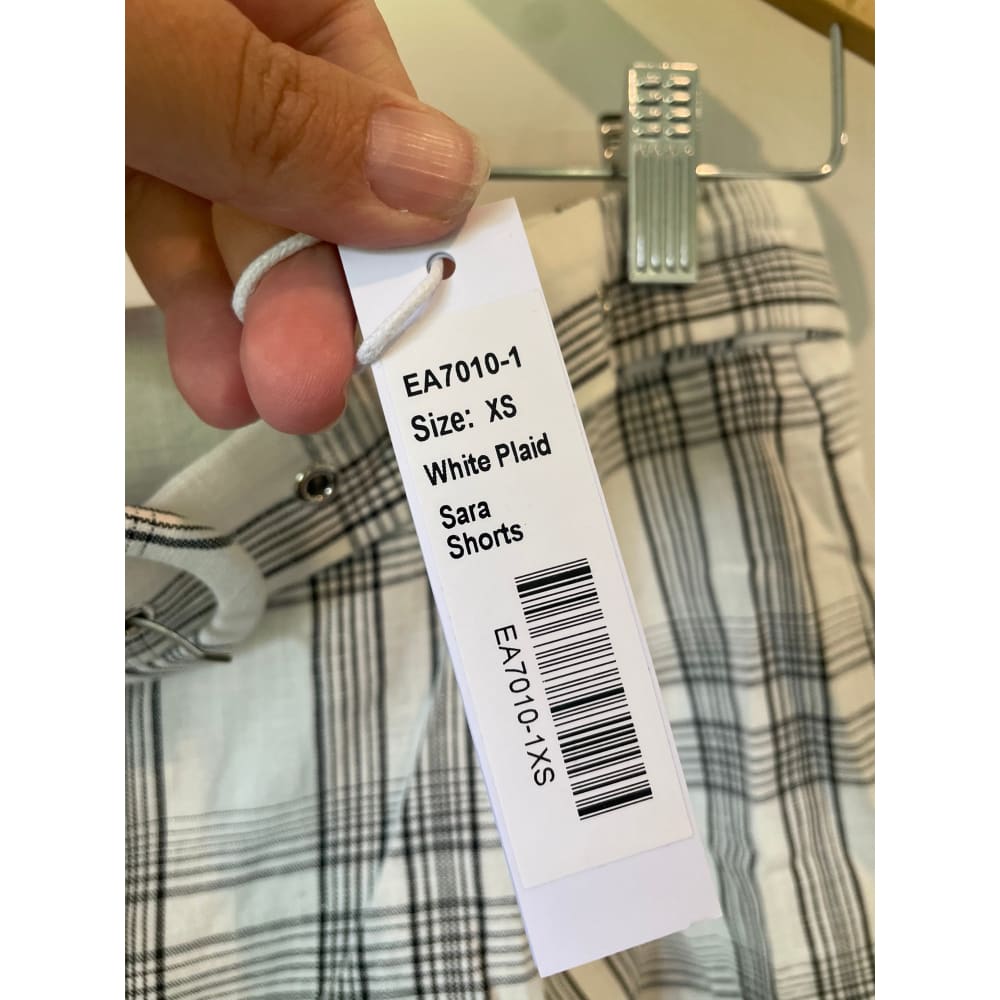 EA7010-1
Size: XS
White Plaid
Sara
Shorts
EA7010-1XS